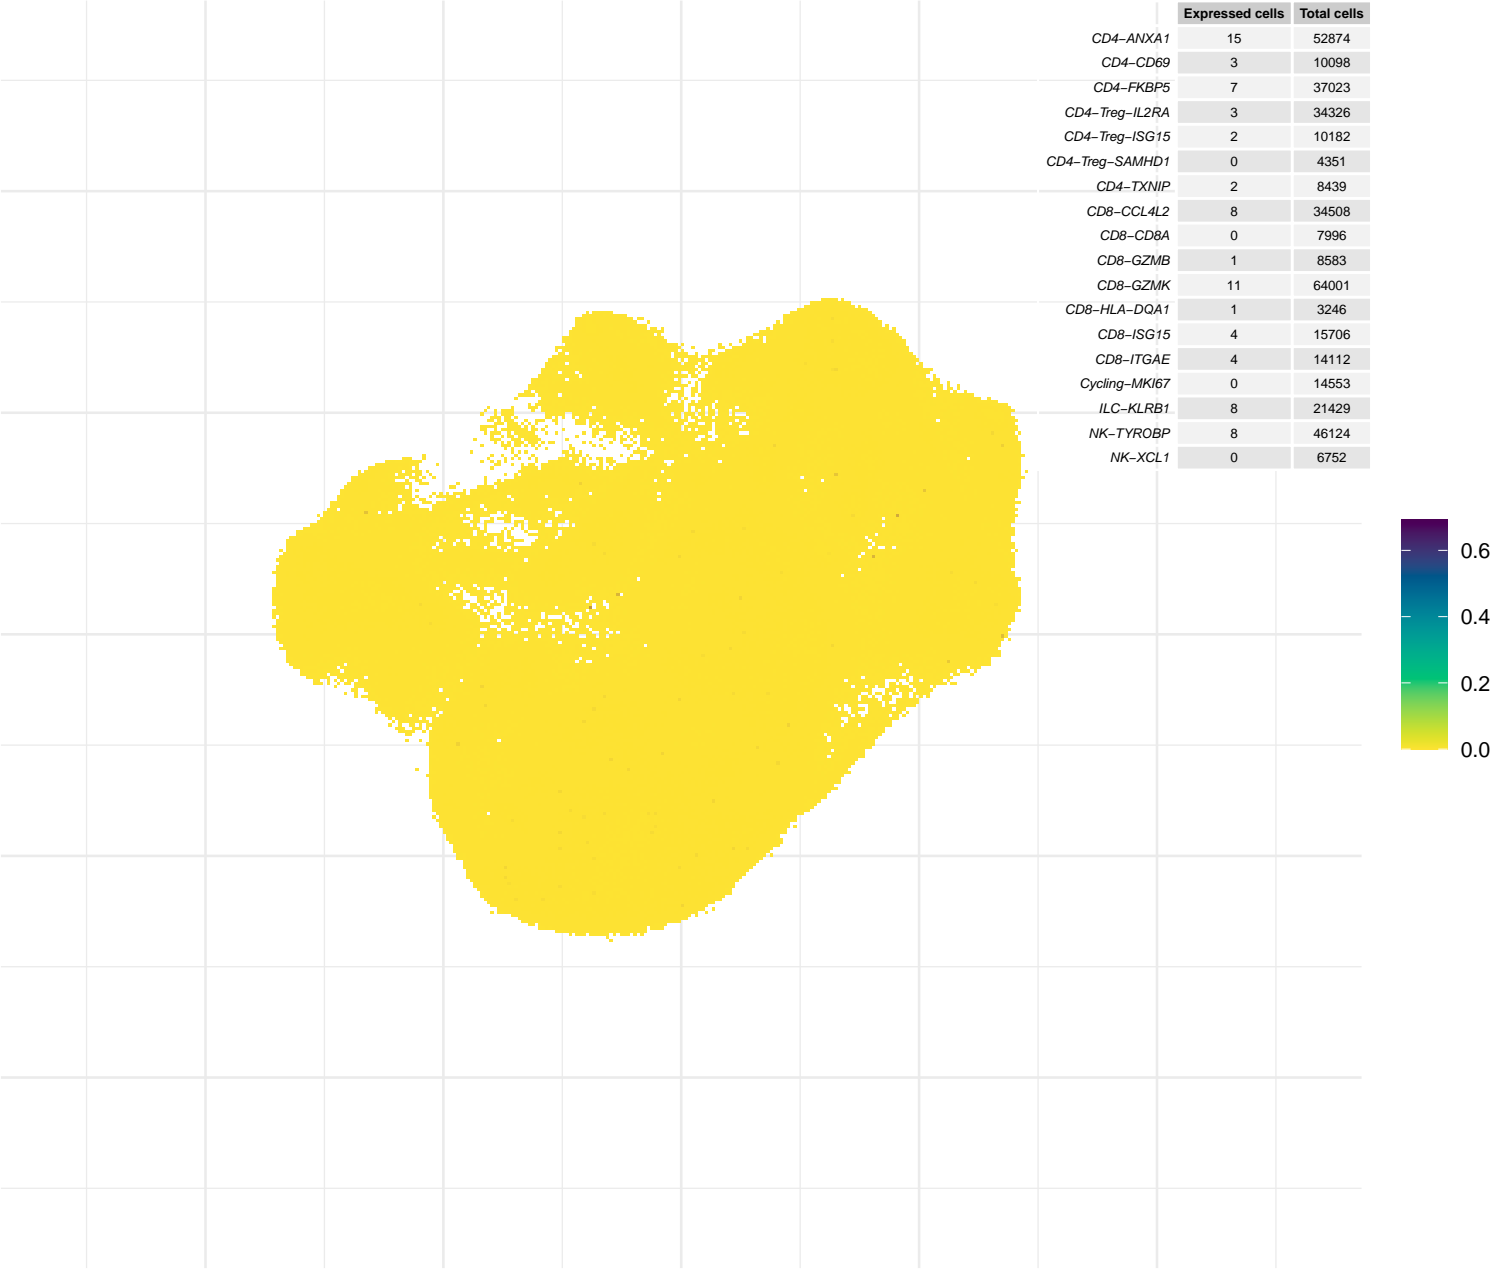 Expressed cells Total cells
CD4−ANXA1 15 52874
CD4−CD69 3 10098
CD4−FKBP5 7 37023
CD4−Treg−IL2RA 3 34326
CD4−Treg−ISG15 2 10182
CD4−Treg−SAMHD1 0 4351
CD4−TXNIP 2 8439
CD8−CCL4L2 8 34508
CD8−CD8A 0 7996
CD8−GZMB 1 8583
CD8−GZMK 11 64001
CD8−HLA−DQA1 1 3246
CD8−ISG15 4 15706
CD8−ITGAE 4 14112
Cycling−MKI67 0 14553
ILC−KLRB1 8 21429
NK−TYROBP 8 46124
NK−XCL1 0 6752
0.6
0.4
0.2
0.0